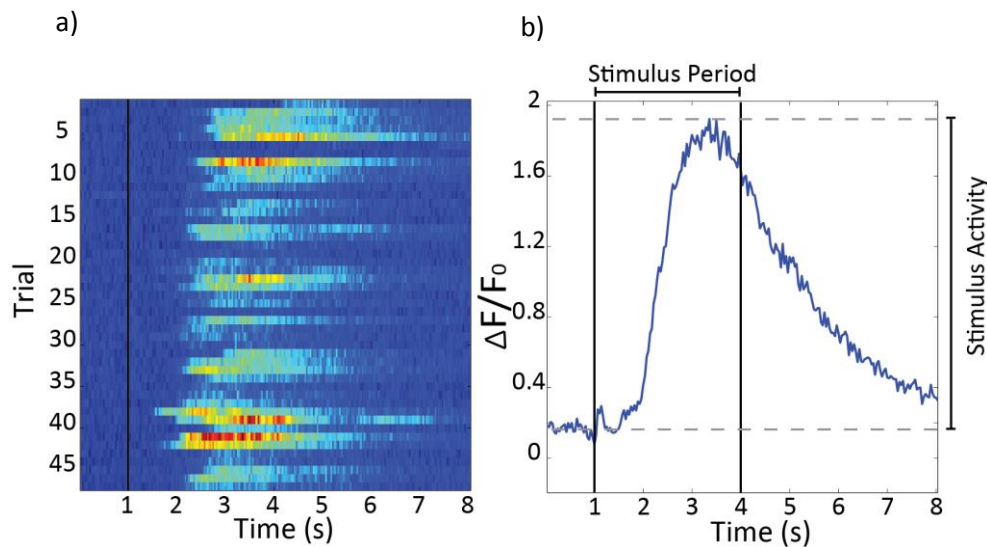 a)
b)
Trial
5
10
15
20
25
30
35
40
45
1 2 3 4 5 6 7 8
Time (s)
Stimulus Period
ΔF/F₀
2
1.6
1.2
0.8
0.4
0
1 2 3 4 5 6 7 8
Time (s)
Stimulus Activity